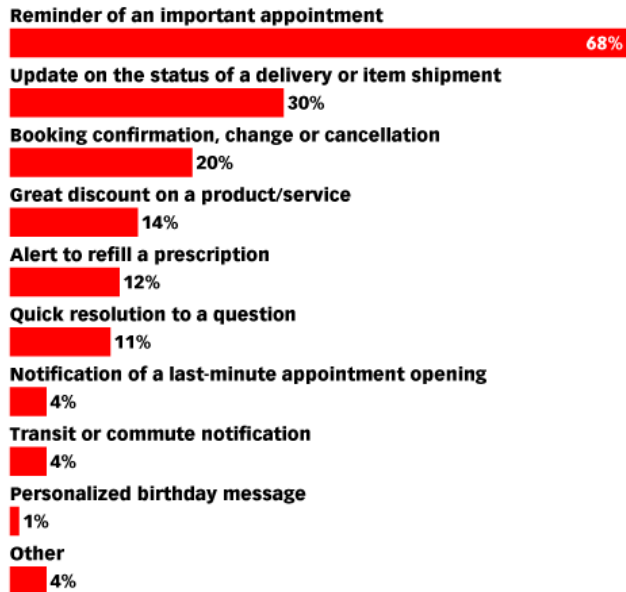 Reminder of an important appointment
68%
Update on the status of a delivery or item shipment
30%
Booking confirmation, change or cancellation
20%
Great discount on a product/service
14%
Alert to refill a prescription
12%
Quick resolution to a question
11%
Notification of a last-minute appointment opening
4%
Transit or commute notification
4%
Personalized birthday message
1%
Other
4%